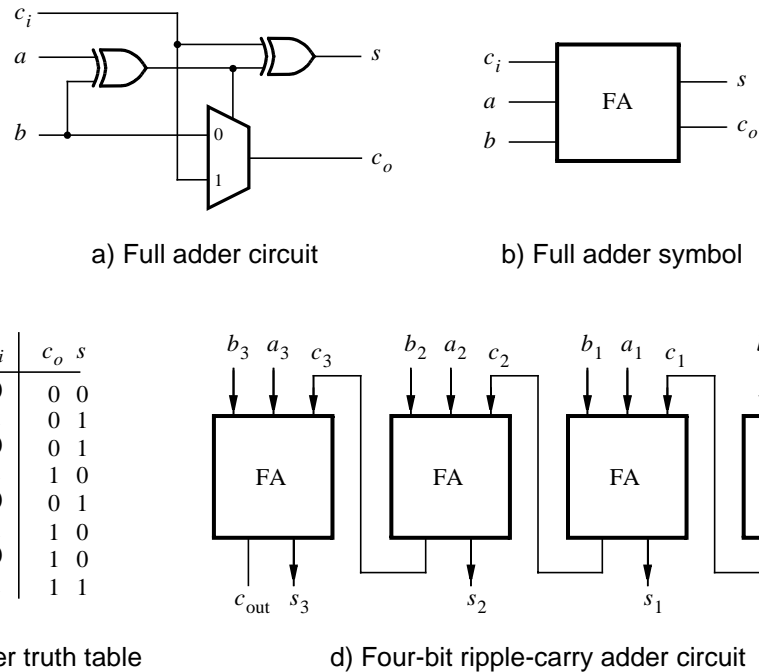 c_i
a
b
0
1
s
c_o
a) Full adder circuit
c_i
a
b
FA
s
c_o
b) Full adder symbol
i c_o s
0 0
0 1
0 1
1 0
0 1
1 0
1 0
1 1
er truth table
b_3 a_3 c_3 b_2 a_2 c_2 b_1 a_1 c_1
FA FA FA
c_out s_3 s_2 s_1
d) Four-bit ripple-carry adder circuit